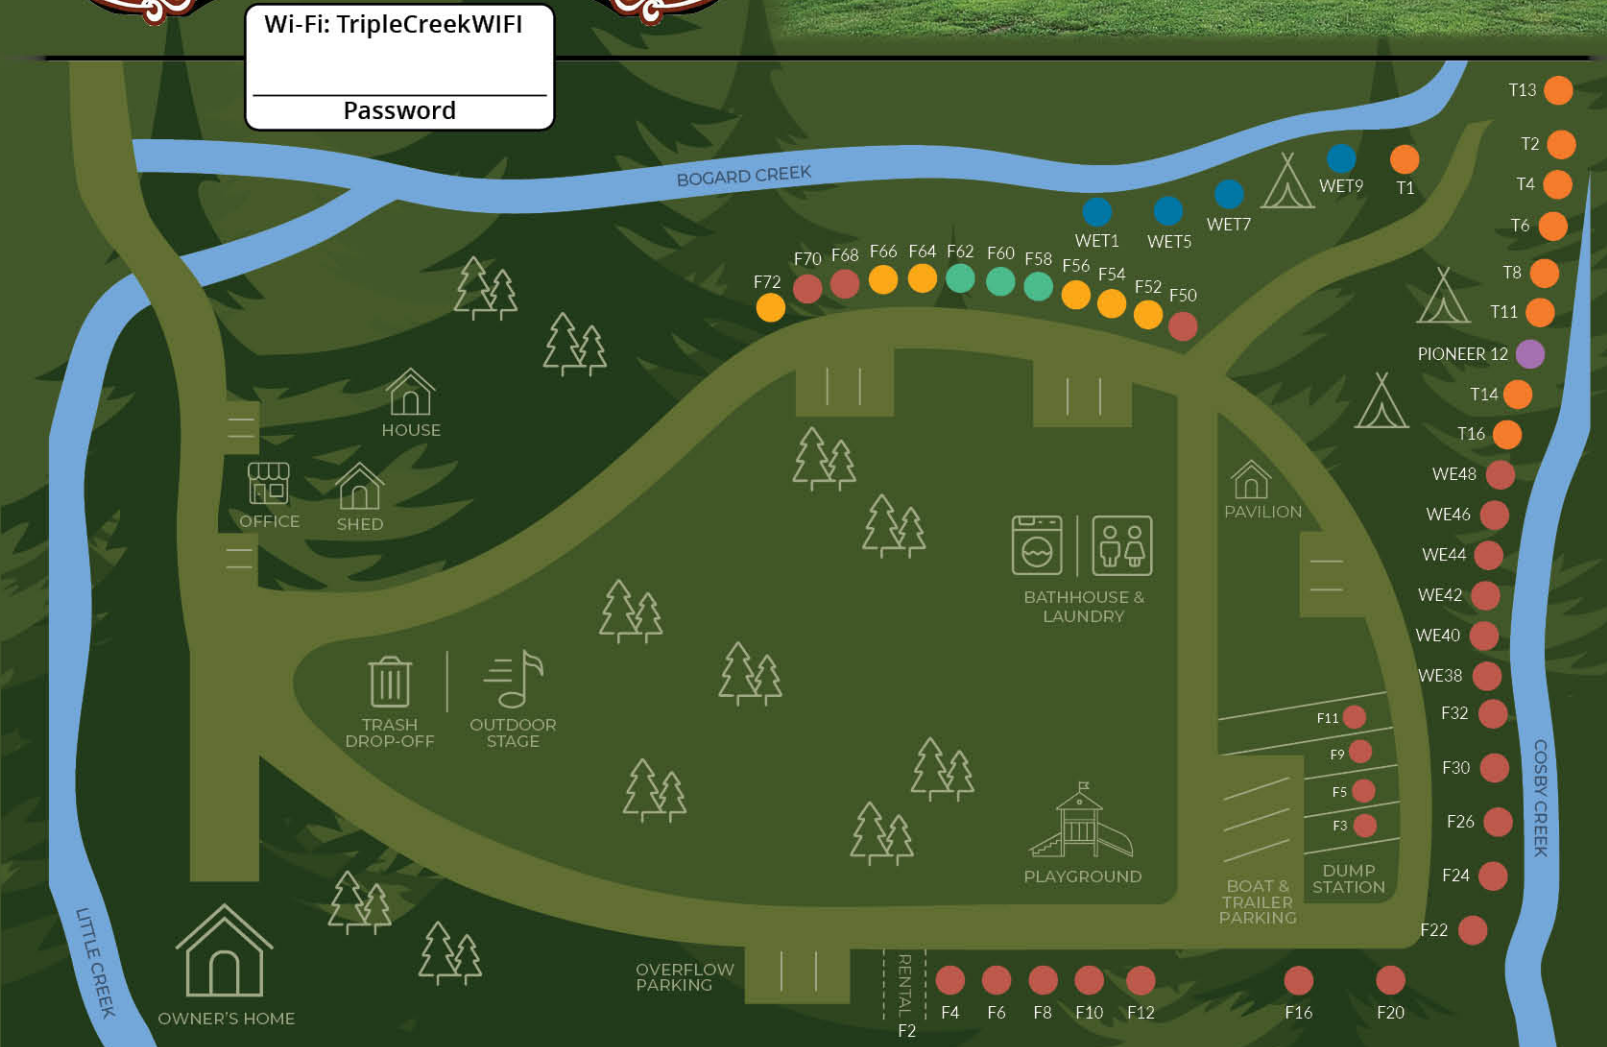 Wi-Fi: TripleCreekWIFI
Password
BOGARD CREEK
T13
T2
T4
T6
T8
T11
PIONEER 12
T14
T16
WET9
T1
WET7
WET5
WET1
F72
F70
F68
F66
F64
F62
F60
F58
F56
F54
F52
F50
HOUSE
OFFICE
SHED
PAVILION
BATHHOUSE &
LAUNDRY
WE48
WE46
WE44
WE42
WE40
WE38
F32
F30
F26
F24
F22
COSBY CREEK
TRASH
DROP-OFF
OUTDOOR
STAGE
F11
F9
F5
F3
PLAYGROUND
BOAT &
TRAILER
PARKING
DUMP
STATION
LITTLE CREEK
OWNER'S HOME
OVERFLOW
PARKING
RENTAL
F2
F4
F6
F8
F10
F12
F16
F20